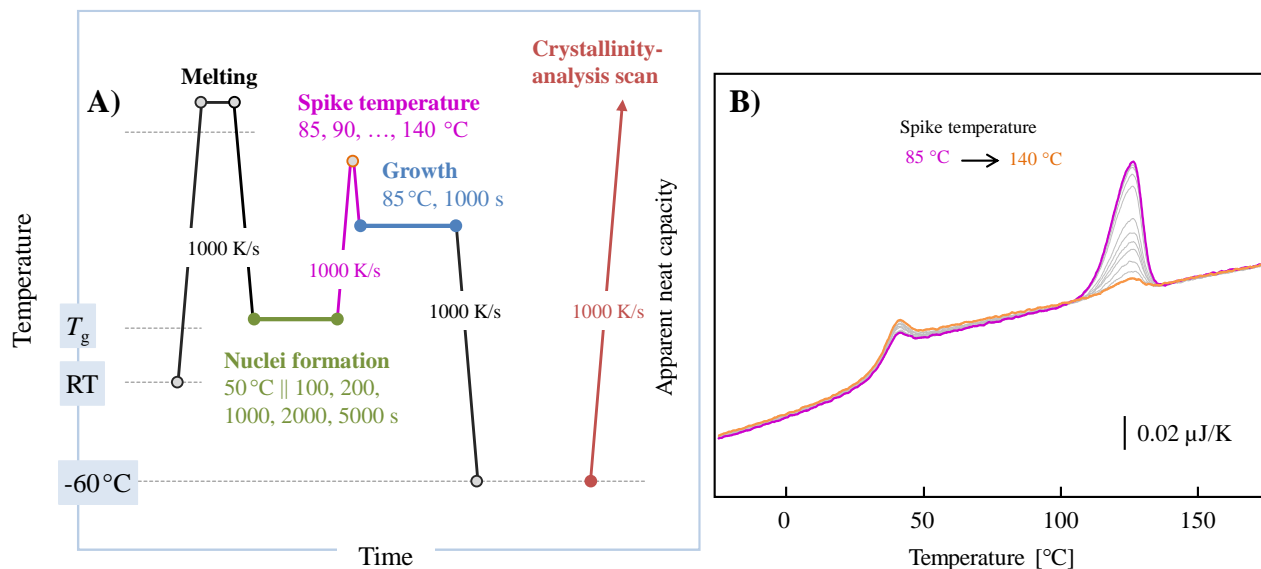 A)
Melting
Crystallinity-
analysis scan
Spike temperature
85, 90, …, 140 °C
Growth
85 °C, 1000 s
1000 K/s
1000 K/s
1000 K/s
1000 K/s
Temperature
Tg
RT
-60 °C
Nuclei formation
50 °C || 100, 200,
1000, 2000, 5000 s
Time
B)
Spike temperature
85 °C → 140 °C
Apparent neat capacity
0.02 µJ/K
0 50 100 150
Temperature [°C]